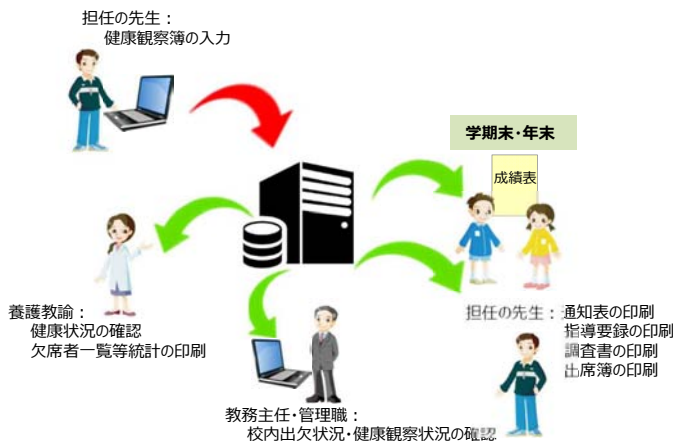 担任の先生：
健康観察簿の入力
学期末・年末
成績表
養護教諭：
健康状況の確認
欠席者一覧等統計の印刷
担任の先生：通知表の印刷
指導要録の印刷
調査書の印刷
出席簿の印刷
教務主任・管理職：
校内出欠状況・健康観察状況の確認